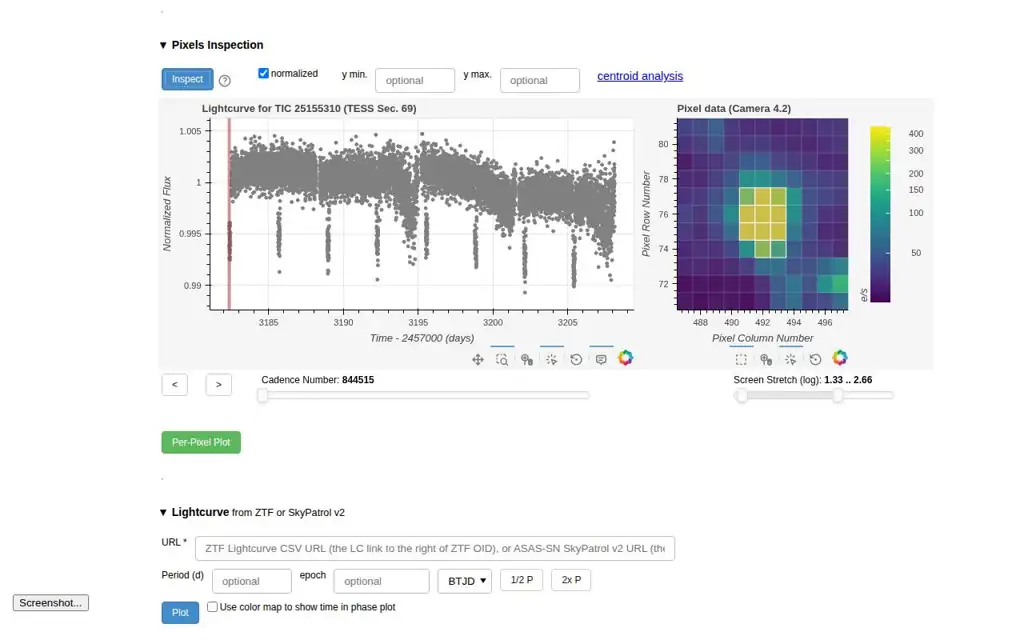 ▼ Pixels Inspection
Inspect ? normalized y min. optional y max. optional centroid analysis
Lightcurve for TIC 25155310 (TESS Sec. 69)
Normalized Flux
1.005
1
0.995
0.99
3185 3190 3195 3200 3205
Time - 2457000 (days)
Pixel data (Camera 4.2)
Pixel Row Number
80
78
76
74
72
488 490 492 494 496
Pixel Column Number
400
300
200
150
100
50
e/s
< > Cadence Number: 844515
Screen Stretch (log): 1.33 .. 2.66
Per-Pixel Plot
▼ Lightcurve from ZTF or SkyPatrol v2
URL * ZTF Lightcurve CSV URL (the LC link to the right of ZTF OID), or ASAS-SN SkyPatrol v2 URL (the
Period (d) optional epoch optional BTJD ▼ 1/2 P 2x P
Screenshot...
Plot Use color map to show time in phase plot